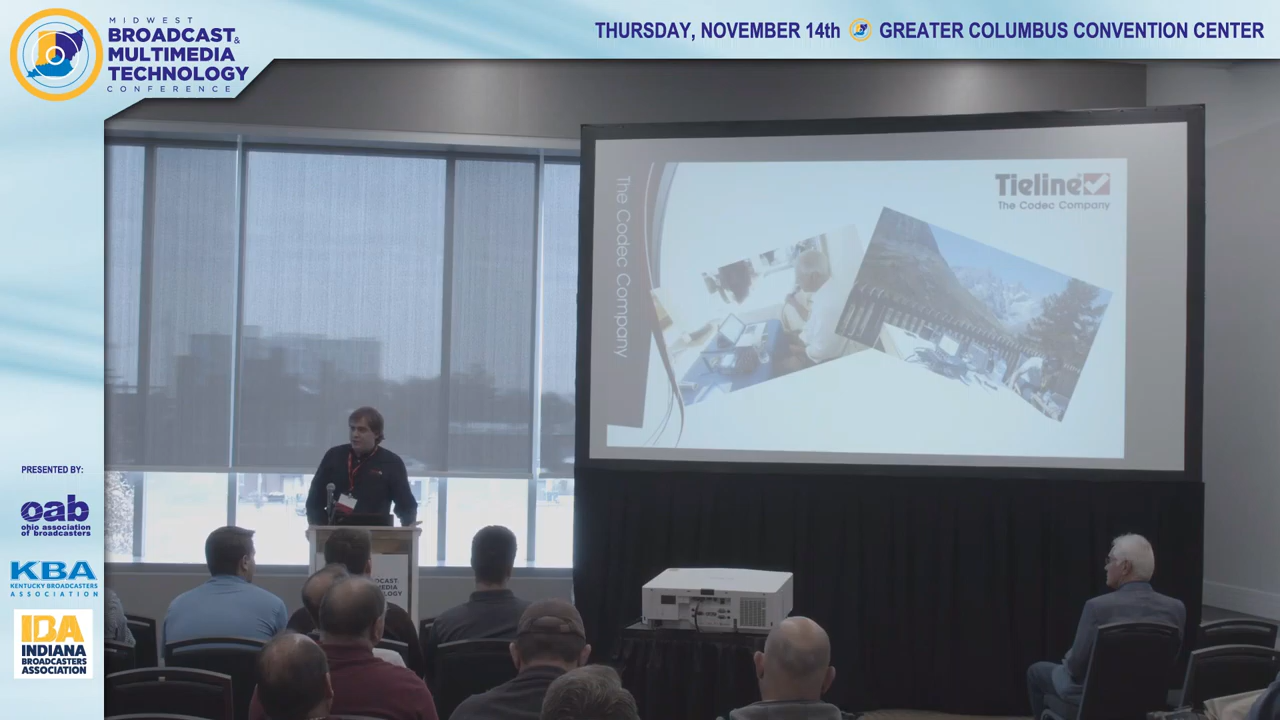 MIDWEST
BROADCAST &
MULTIMEDIA
TECHNOLOGY
CONFERENCE
THURSDAY, NOVEMBER 14th
GREATER COLUMBUS CONVENTION CENTER
The Codec Company
Tieline
The Codec Company
PRESENTED BY:
oab
ohio association
of broadcasters
KBA
KENTUCKY BROADCASTERS
ASSOCIATION
IBA
INDIANA
BROADCASTERS
ASSOCIATION